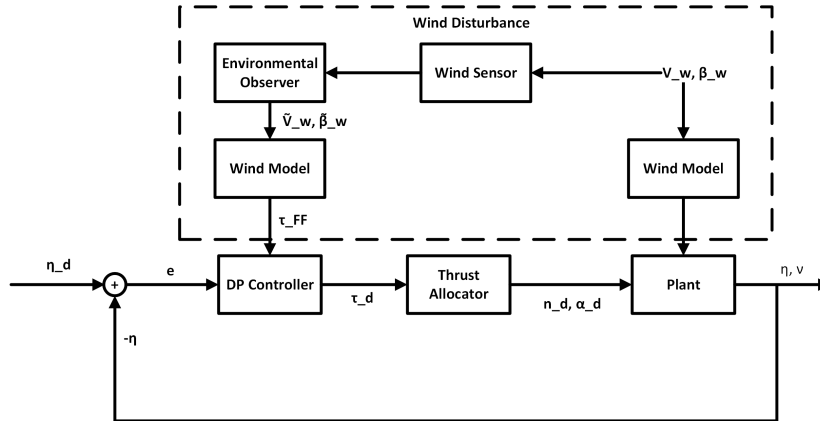 Wind Disturbance
Environmental
Observer
Wind Sensor
V_w, β_w
Ṽ_w, β̃_w
Wind Model
Wind Model
τ_FF
η_d
+
e
DP Controller
τ_d
Thrust
Allocator
n_d, α_d
Plant
η, ν
-η